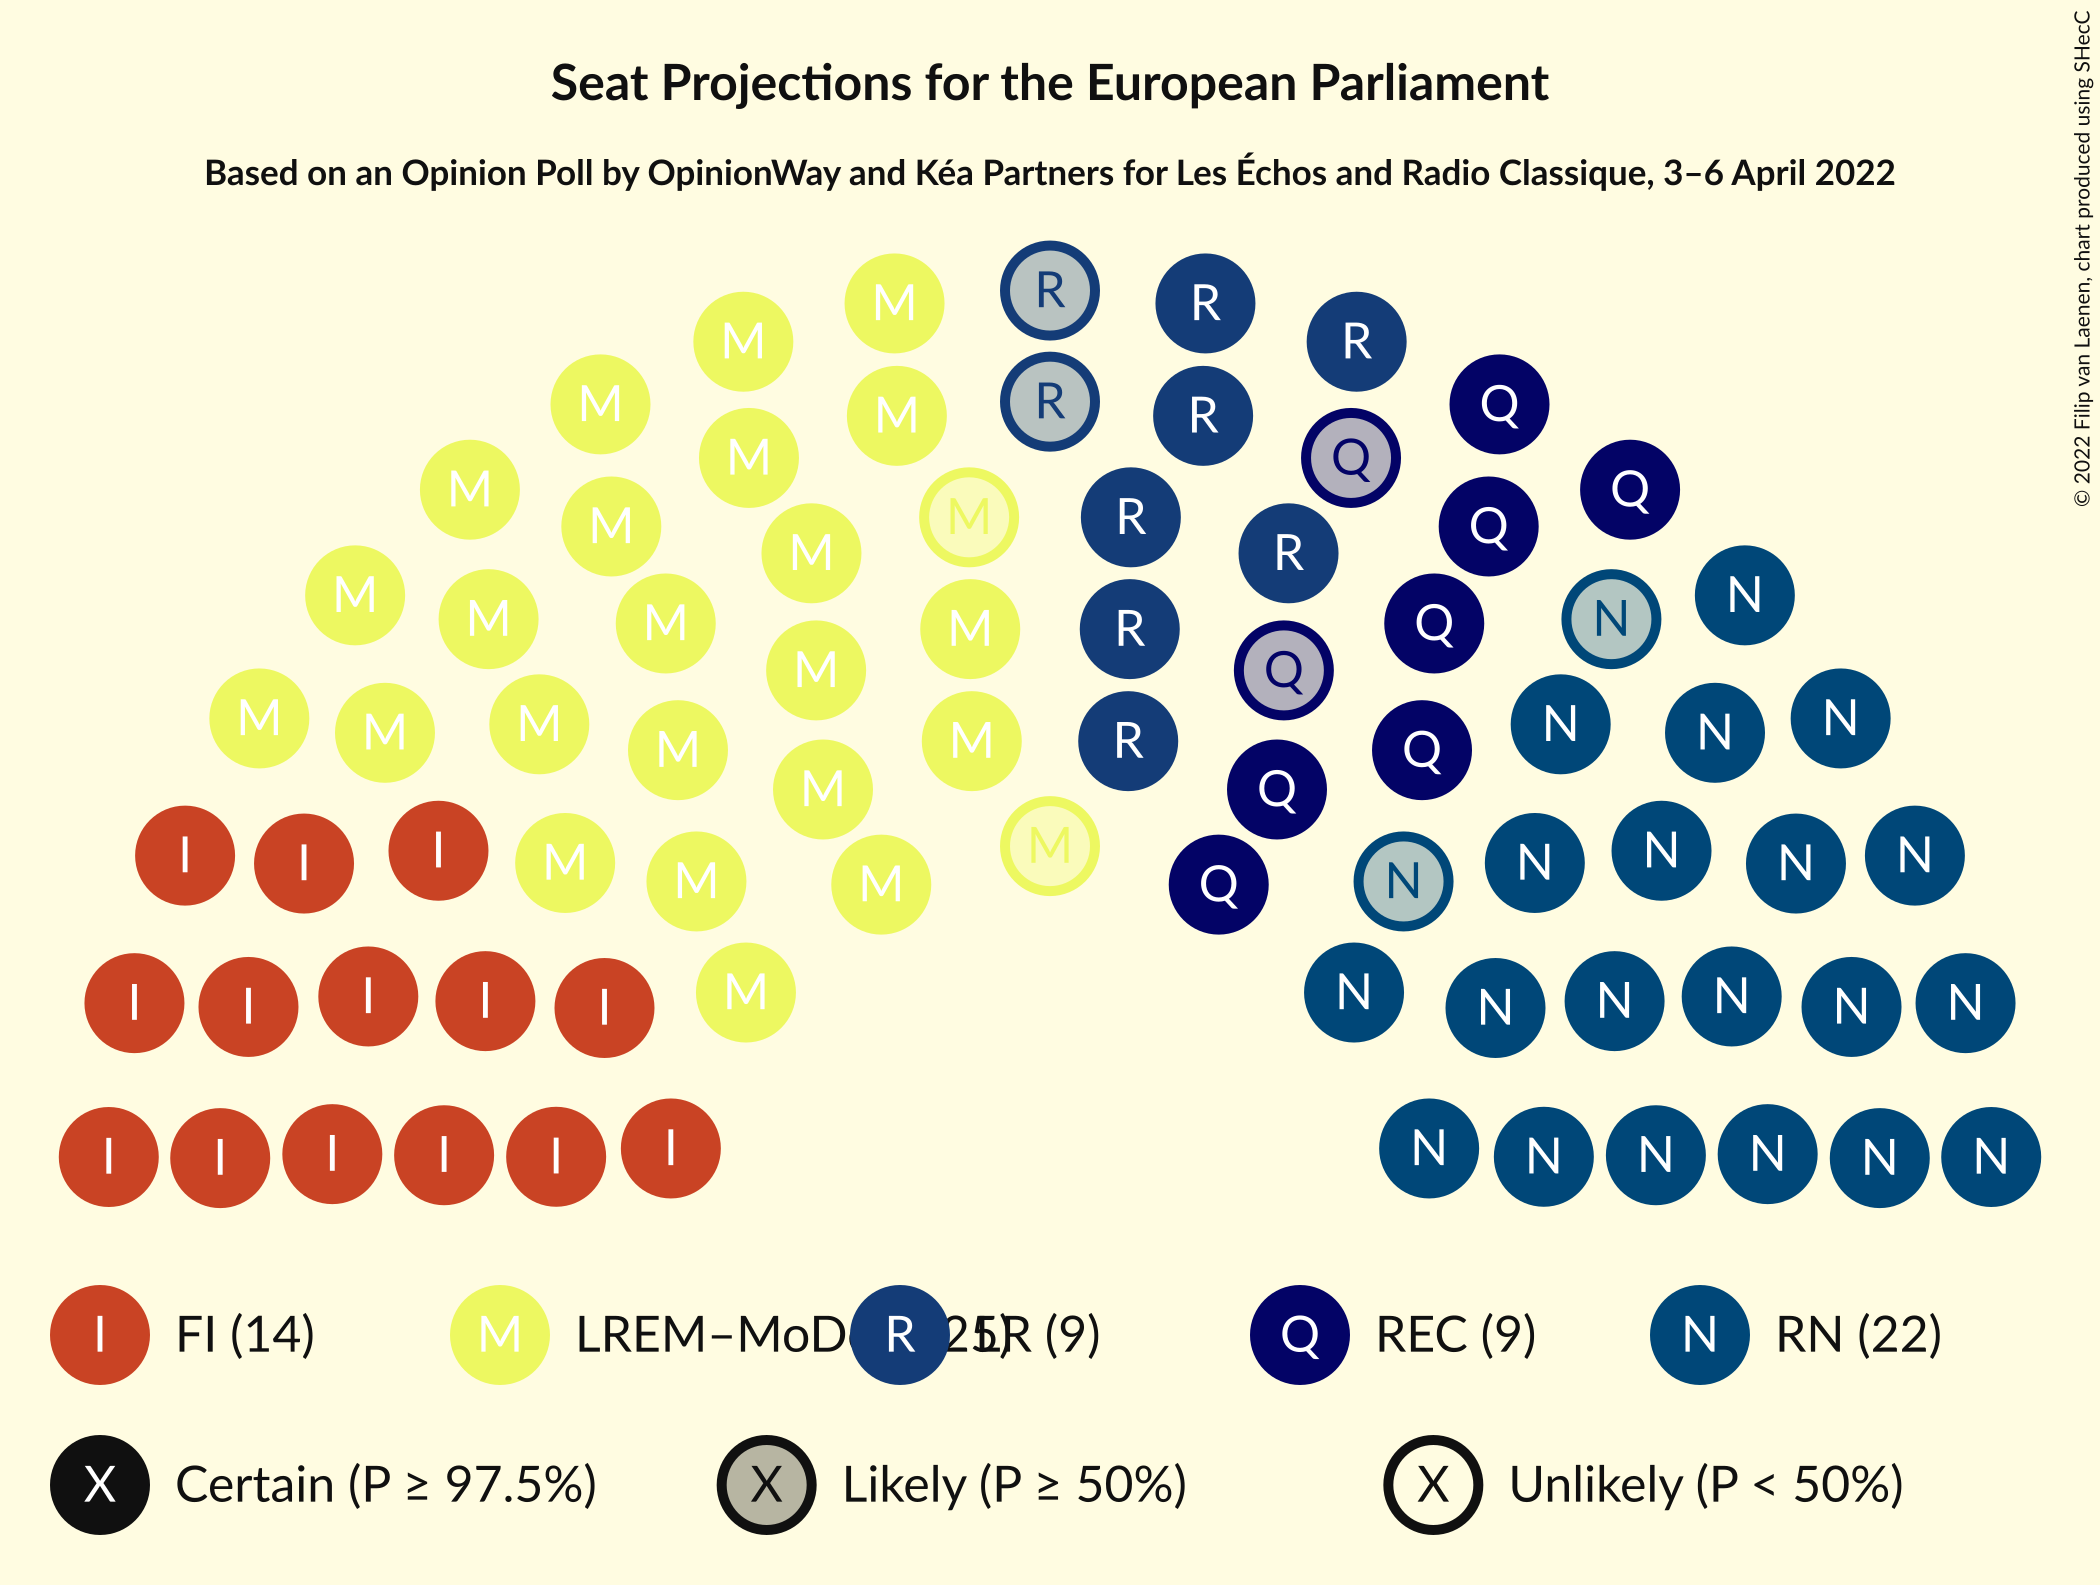 Seat Projections for the European Parliament
Based on an Opinion Poll by OpinionWay and Kéa Partners for Les Échos and Radio Classique, 3–6 April 2022
© 2022 Filip van Laenen, chart produced using SHecC
R
M R
M R
M Q
R
M R
M Q
M Q
M R
M Q
M R
M N
M N
M Q
M R
M Q
M N
M N
M N
M Q
M R
M Q
M
I I I M M M Q N N N N N
I I I I I M N N N N N N
I I I I I I N N N N N N
I FI (14)
M LREM–MoD
R LR (9)
Q REC (9)
N RN (22)
X Certain (P ≥ 97.5%)
X Likely (P ≥ 50%)
X Unlikely (P < 50%)